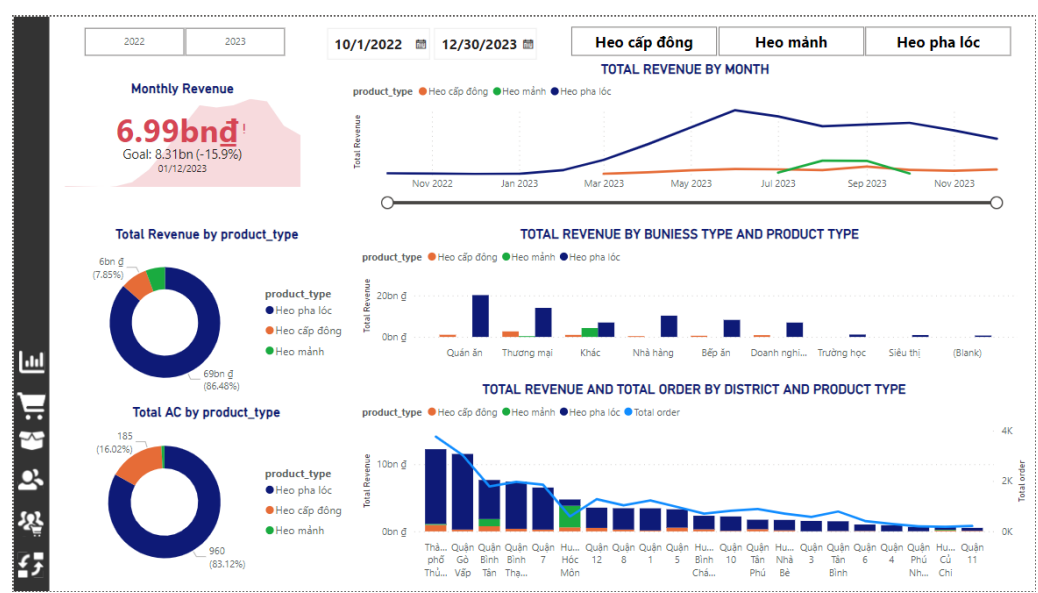 2022 2023
10/1/2022 12/30/2023
Heo cấp đông Heo mảnh Heo pha lóc
Monthly Revenue
6.99bn₫ !
Goal: 8.31bn (-15.9%)
01/12/2023
TOTAL REVENUE BY MONTH
product_type Heo cấp đông Heo mảnh Heo pha lóc
Total Revenue
Nov 2022 Jan 2023 Mar 2023 May 2023 Jul 2023 Sep 2023 Nov 2023
Total Revenue by product_type
6bn ₫
(7.85%)
69bn ₫
(86.48%)
product_type
Heo pha lóc
Heo cấp đông
Heo mảnh
TOTAL REVENUE BY BUNIESS TYPE AND PRODUCT TYPE
product_type Heo cấp đông Heo mảnh Heo pha lóc
Total Revenue
20bn ₫
0bn ₫
Quán ăn Thương mại Khác Nhà hàng Bếp ăn Doanh nghi... Trường học Siêu thị (Blank)
Total AC by product_type
185
(16.02%)
960
(83.12%)
product_type
Heo pha lóc
Heo cấp đông
Heo mảnh
TOTAL REVENUE AND TOTAL ORDER BY DISTRICT AND PRODUCT TYPE
product_type Heo cấp đông Heo mảnh Heo pha lóc Total order
Total Revenue
10bn ₫
0bn ₫
4K
2K
0K
Total order
Thà... Quận Quận Quận Quận Hu... Quận Quận Quận Quận Hu... Quận Quận Hu... Quận Quận Quận Quận Quận Hu... Quận
phố Gò Bình Bình 7 Hóc 12 8 1 5 Bình 10 Tân Nhà 3 Tân 6 4 Phú Củ 11
Thủ... Vấp Tân Thạ... Môn Chá... Phú Bè Bình Nh... Chi